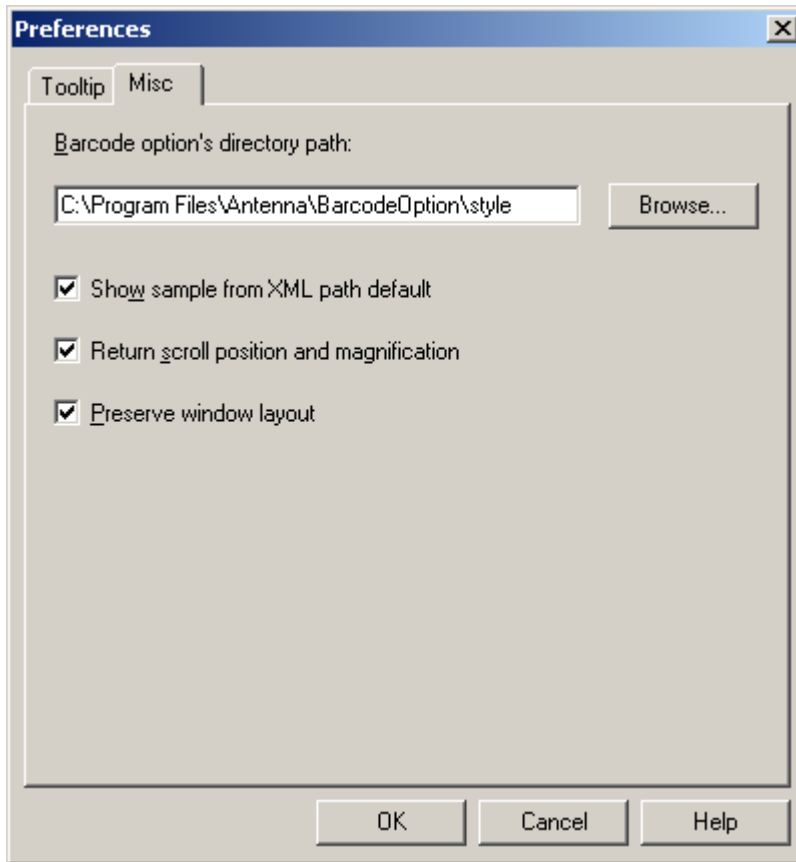 Preferences
Tooltip Misc
Barcode option's directory path:
C:\Program Files\Antenna\BarcodeOption\style Browse...
Show sample from XML path default
Return scroll position and magnification
Preserve window layout
OK Cancel Help